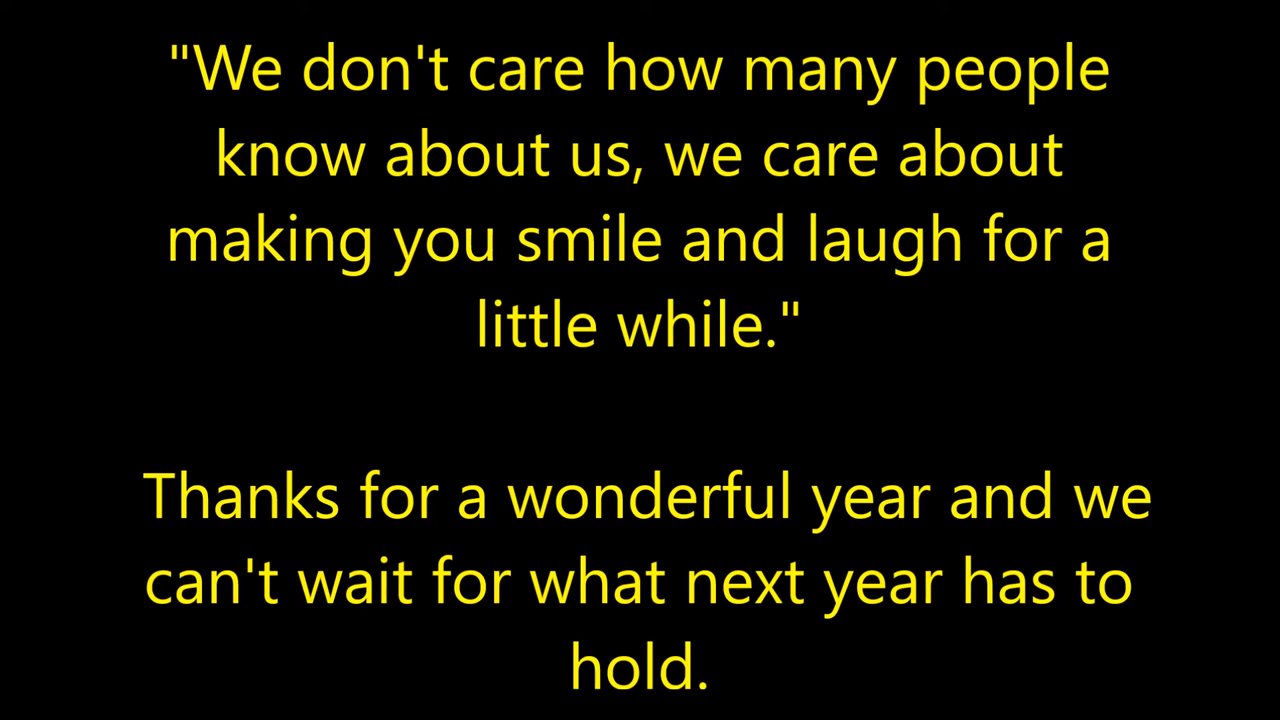 "We don't care how many people
know about us, we care about
making you smile and laugh for a
little while."
Thanks for a wonderful year and we
can't wait for what next year has to
hold.